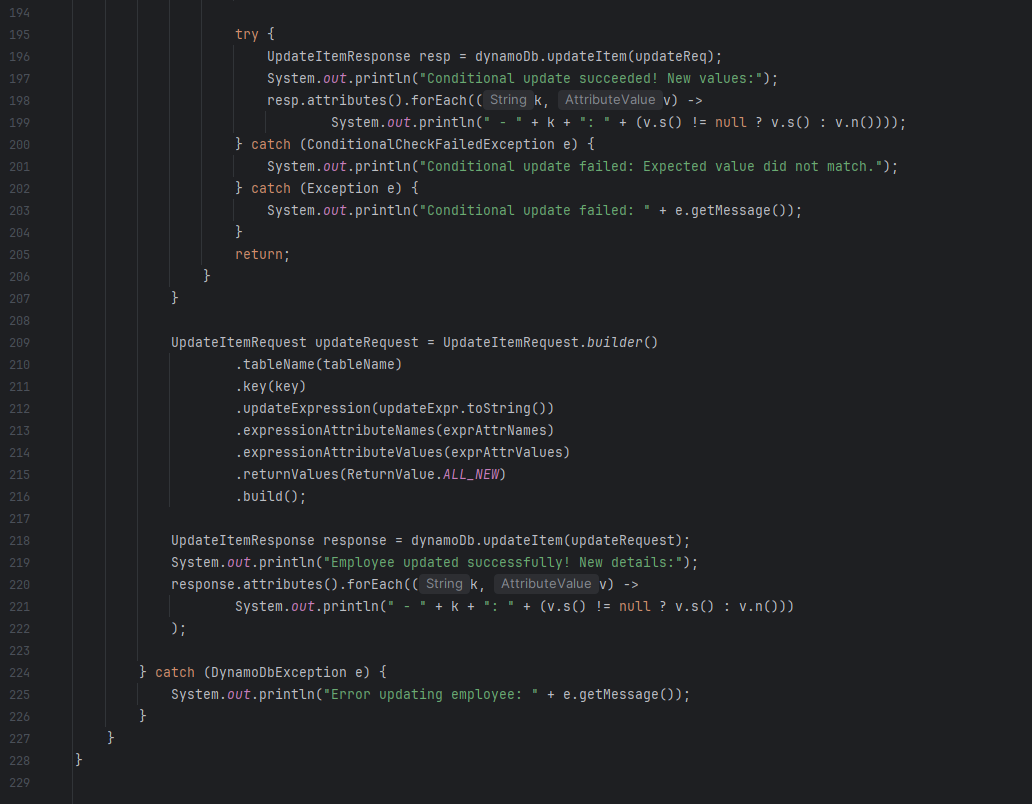 194
195 try {
196 UpdateItemResponse resp = dynamoDb.updateItem(updateReq);
197 System.out.println("Conditional update succeeded! New values:");
198 resp.attributes().forEach(( String k, AttributeValue v) ->
199 System.out.println(" - " + k + ": " + (v.s() != null ? v.s() : v.n())));
200 } catch (ConditionalCheckFailedException e) {
201 System.out.println("Conditional update failed: Expected value did not match.");
202 } catch (Exception e) {
203 System.out.println("Conditional update failed: " + e.getMessage());
204 }
205 return;
206 }
207 }
208
209 UpdateItemRequest updateRequest = UpdateItemRequest.builder()
210 .tableName(tableName)
211 .key(key)
212 .updateExpression(updateExpr.toString())
213 .expressionAttributeNames(exprAttrNames)
214 .expressionAttributeValues(exprAttrValues)
215 .returnValues(ReturnValue.ALL_NEW)
216 .build();
217
218 UpdateItemResponse response = dynamoDb.updateItem(updateRequest);
219 System.out.println("Employee updated successfully! New details:");
220 response.attributes().forEach(( String k, AttributeValue v) ->
221 System.out.println(" - " + k + ": " + (v.s() != null ? v.s() : v.n()))
222 );
223
224 } catch (DynamoDbException e) {
225 System.out.println("Error updating employee: " + e.getMessage());
226 }
227 }
228 }
229